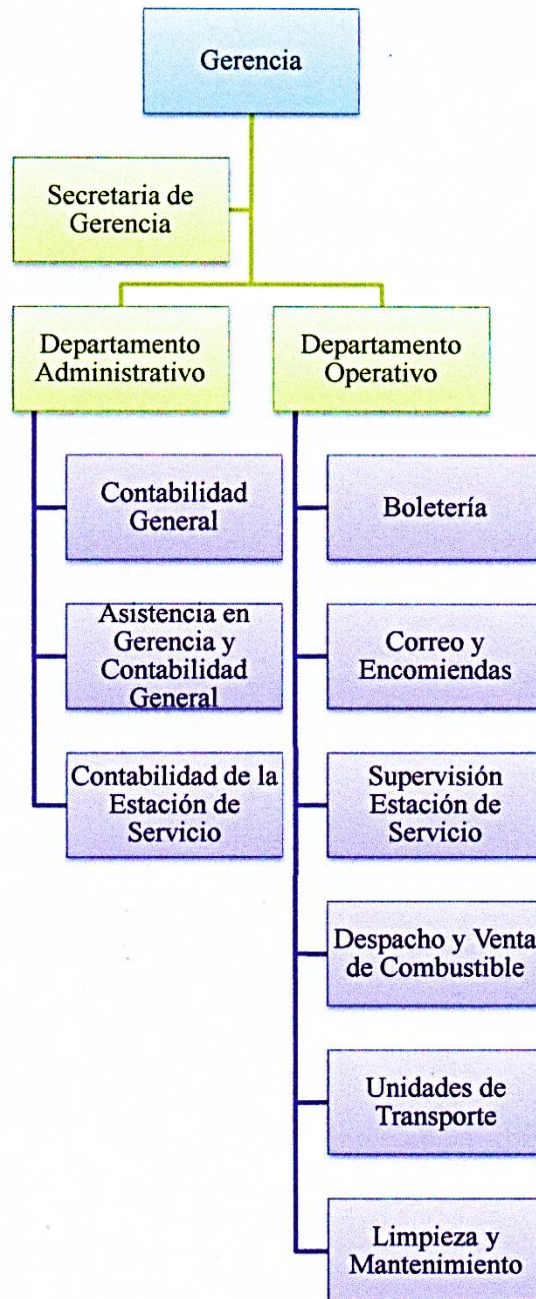 Gerencia
Secretaria de
Gerencia
Departamento
Administrativo
Departamento
Operativo
Contabilidad
General
Boletería
Asistencia en
Gerencia y
Contabilidad
General
Correo y
Encomiendas
Contabilidad de la
Estación de
Servicio
Supervisión
Estación de
Servicio
Despacho y Venta
de Combustible
Unidades de
Transporte
Limpieza y
Mantenimiento